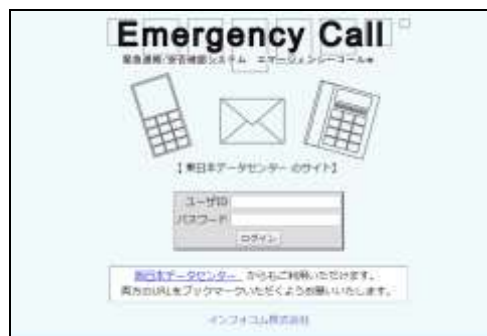 Emergency Call
緊急連絡/安否確認システム エマージェンシーコール®
【 東日本データセンター のサイト】
ユーザID
パスワード
ログイン
西日本データセンター からもご利用いただけます。
両方のURLをブックマークいただくようお願いいたします。
インフォコム株式会社